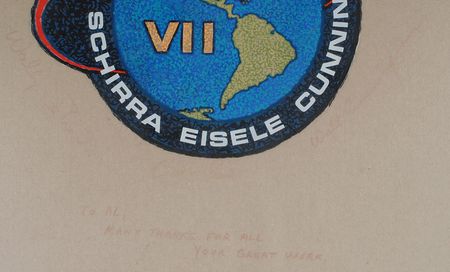 VII
SCHIRRA EISELE CUNNIN
TO AL,
MANY THANKS FOR ALL
YOUR GREAT WORK,